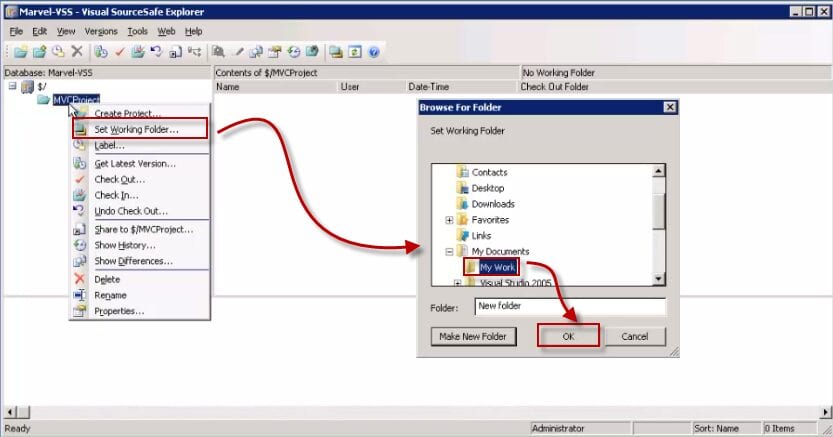 Marvel-VSS - Visual SourceSafe Explorer
File Edit View Versions Tools Web Help
Database: Marvel-VSS
Contents of $/MVCProject
No Working Folder
$/
Name User Date-Time Check Out Folder
MVCProject
Create Project...
Set Working Folder...
Label...
Get Latest Version...
Check Out...
Check In...
Undo Check Out...
Share to $/MVCProject...
Show History...
Show Differences...
Delete
Rename
Properties...
Browse For Folder
Set Working Folder
Contacts
Desktop
Downloads
Favorites
Links
My Documents
My Work
Visual Studio 2005
Folder: New folder
Make New Folder OK Cancel
Ready Administrator Sort: Name 0 Items